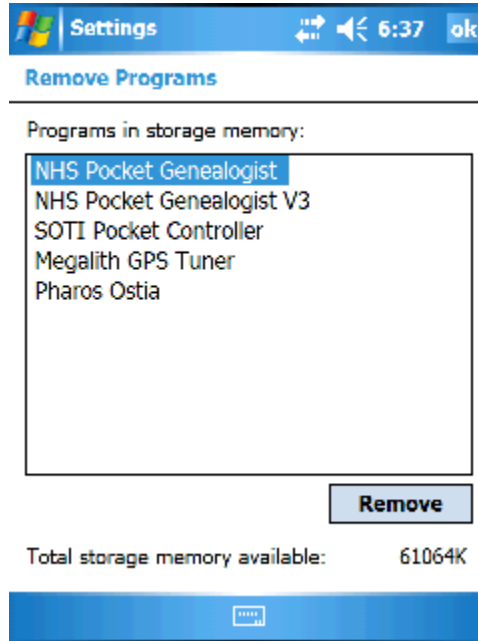 Settings 6:37 ok
Remove Programs
Programs in storage memory:
NHS Pocket Genealogist
NHS Pocket Genealogist V3
SOTI Pocket Controller
Megalith GPS Tuner
Pharos Ostia
Remove
Total storage memory available: 61064K